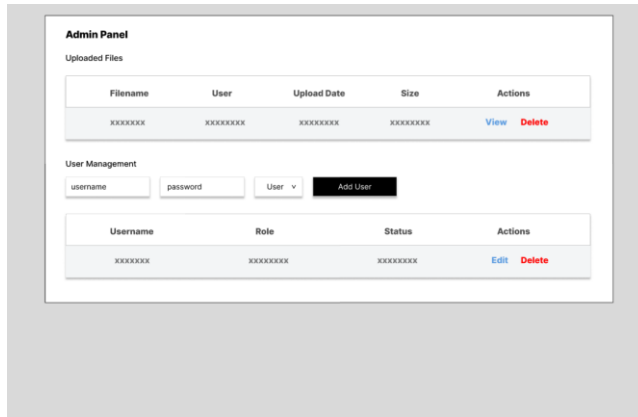 Admin Panel
Uploaded Files
Filename User Upload Date Size Actions
xxxxxxx xxxxxxxx xxxxxxxx xxxxxxxx View Delete
User Management
username password User v Add User
Username Role Status Actions
xxxxxxx xxxxxxxx xxxxxxxx Edit Delete